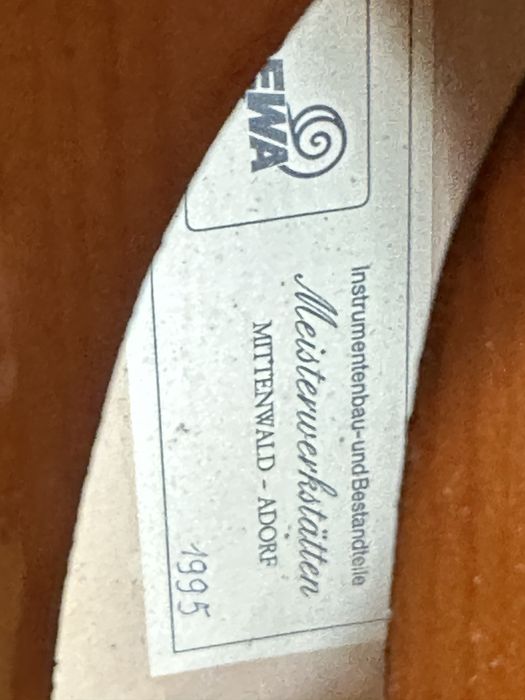 EWA
Instrumentenbau-und Bestandteile
Meisterwerkstätten
MITTENWALD - ADORF
1995